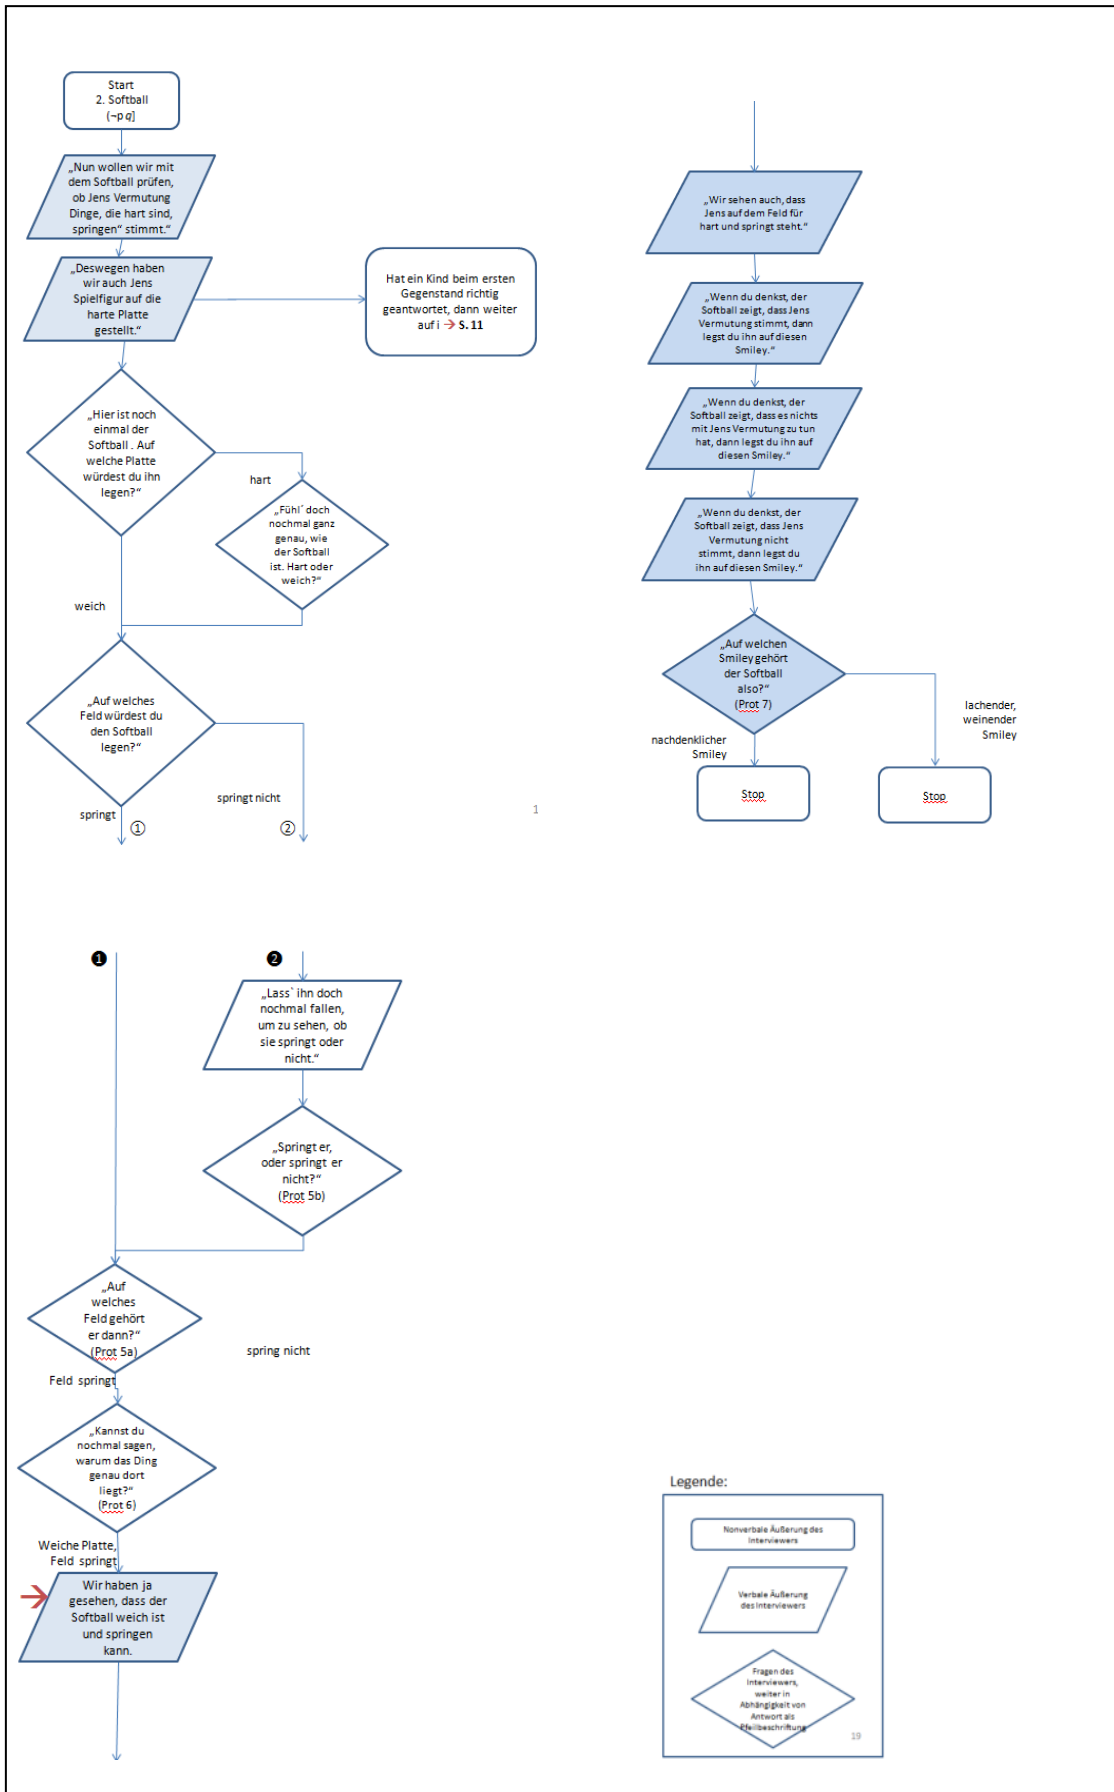 Start
2. Softball
(¬p q]
„Nun wollen wir mit
dem Softball prüfen,
ob Jens Vermutung
Dinge, die hart sind,
springen“ stimmt.“
„Deswegen haben
wir auch Jens
Spielfigur auf die
harte Platte
gestellt.“
Hat ein Kind beim ersten
Gegenstand richtig
geantwortet, dann weiter
auf i → S. 11
„Hier ist noch
einmal der
Softball . Auf
welche Platte
würdest du ihn
legen?“
hart
„Fühl´ doch
nochmal ganz
genau, wie
der Softball
ist. Hart oder
weich?“
weich
„Auf welches
Feld würdest du
den Softball
legen?“
springt nicht
springt
①
②
1
„Wir sehen auch, dass
Jens auf dem Feld für
hart und springt steht.“
„Wenn du denkst, der
Softball zeigt, dass Jens
Vermutung stimmt, dann
legst du ihn auf diesen
Smiley.“
„Wenn du denkst, der
Softball zeigt, dass es nichts
mit Jens Vermutung zu tun
hat, dann legst du ihn auf
diesen Smiley.“
„Wenn du denkst, der
Softball zeigt, dass Jens
Vermutung nicht
stimmt, dann legst du
ihn auf diesen Smiley.“
„Auf welchen
Smiley gehört
der Softball
also?“
(Prot 7)
lachender,
weinender
Smiley
nachdenklicher
Smiley
Stop
Stop
❶
❷
„Lass` ihn doch
nochmal fallen,
um zu sehen, ob
sie springt oder
nicht.“
„Springt er,
oder springt er
nicht?“
(Prot 5b)
„Auf
welches
Feld gehört
er dann?“
(Prot 5a)
spring nicht
Feld springt
„Kannst du
nochmal sagen,
warum das Ding
genau dort
liegt?“
(Prot 6)
Weiche Platte,
Feld springt
Wir haben ja
gesehen, dass der
Softball weich ist
und springen
kann.
Legende:
Nonverbale Äußerung des
Interviewers
Verbale Äußerung
des Interviewers
Fragen des
Interviewers,
weiter in
Abhängigkeit von
Antwort als
Pfeilbeschriftung
19